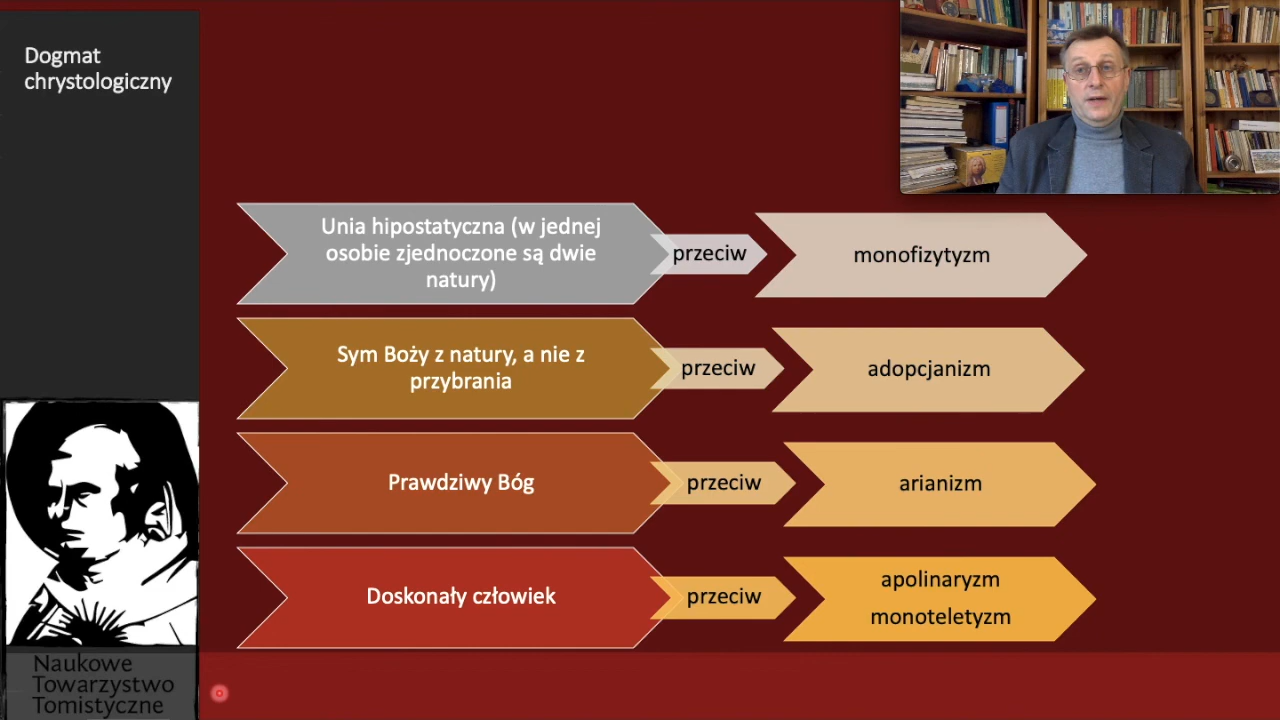 Dogmat
chrystologiczny
Unia hipostatyczna (w jednej
osobie zjednoczone są dwie
natury)
przeciw
monofizytyzm
Sym Boży z natury, a nie z
przybrania
przeciw
adopcjanizm
Prawdziwy Bóg
przeciw
arianizm
Doskonały człowiek
przeciw
apolinaryzm
monoteletyzm
Naukowe
Towarzystwo
Tomistyczne